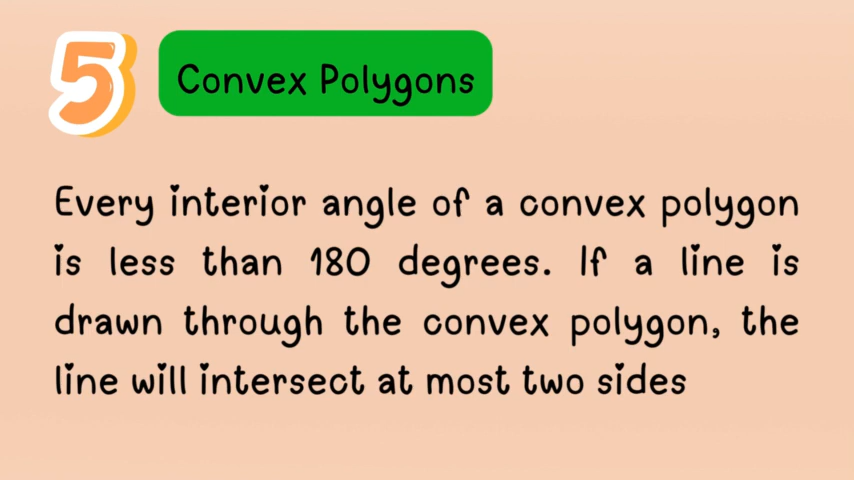 5
Convex Polygons
Every interior angle of a convex polygon
is less than 180 degrees. If a line is
drawn through the convex polygon, the
line will intersect at most two sides